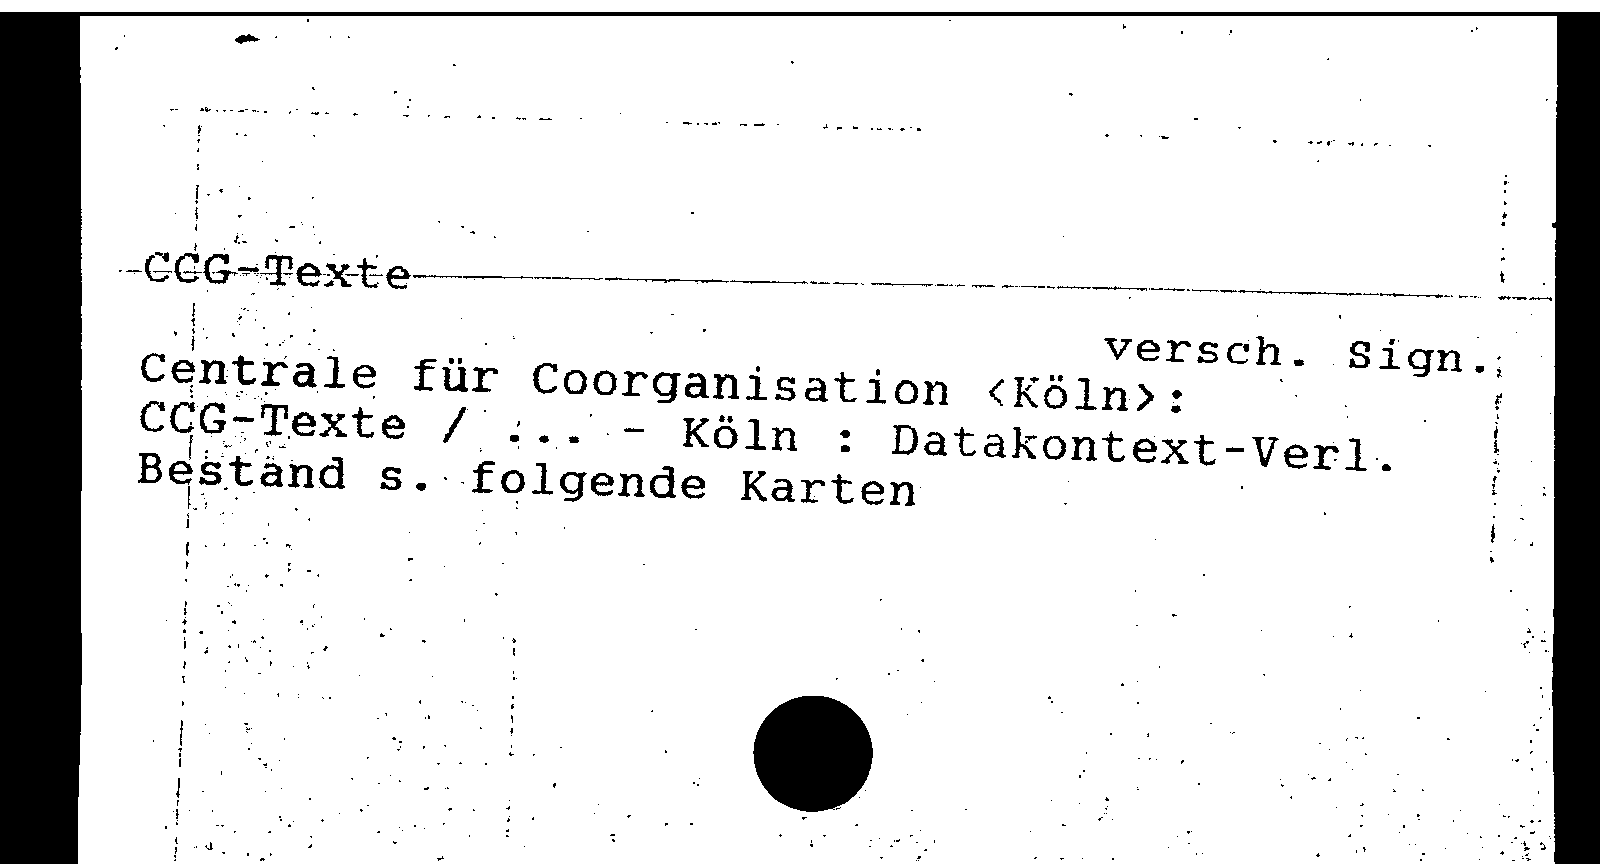 CCG-Texte
versch. Sign.
Centrale für Coorganisation <Köln>:
CCG-Texte / ... - Köln : Datakontext-Verl.
Bestand s. folgende Karten